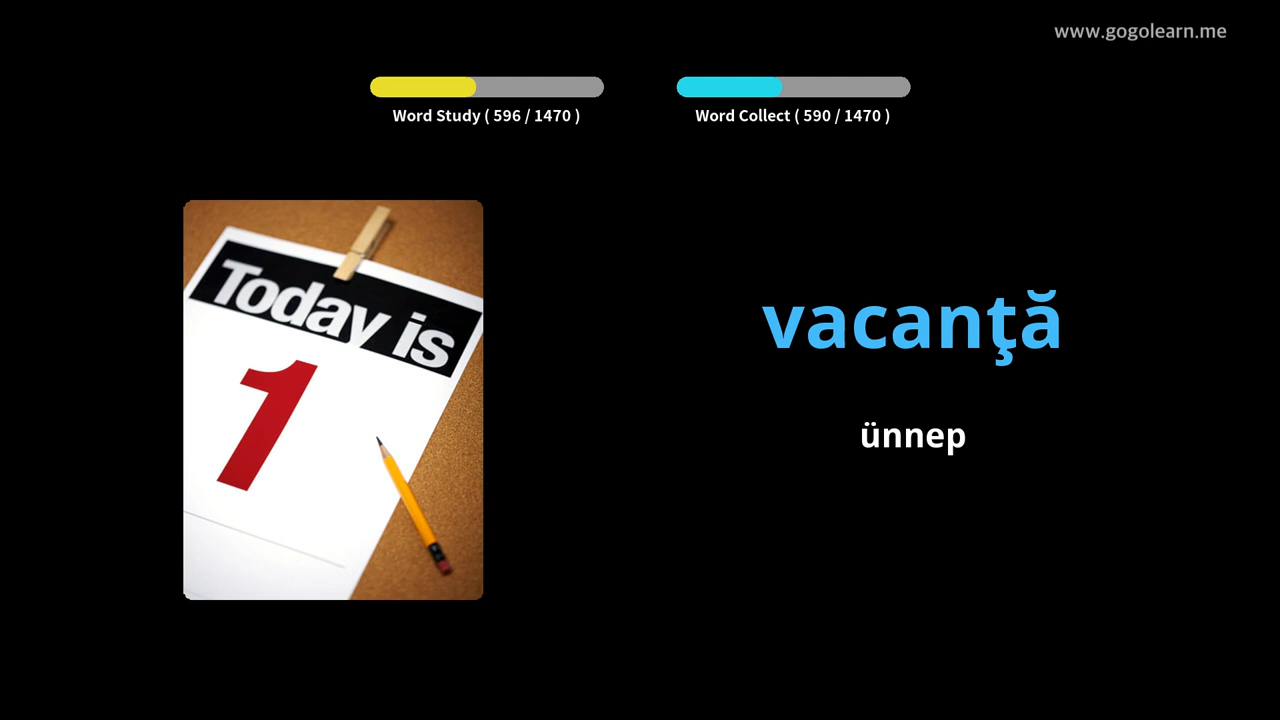 www.gogolearn.me
Word Study ( 596 / 1470 )
Word Collect ( 590 / 1470 )
Today is
1
vacanţă
ünnep